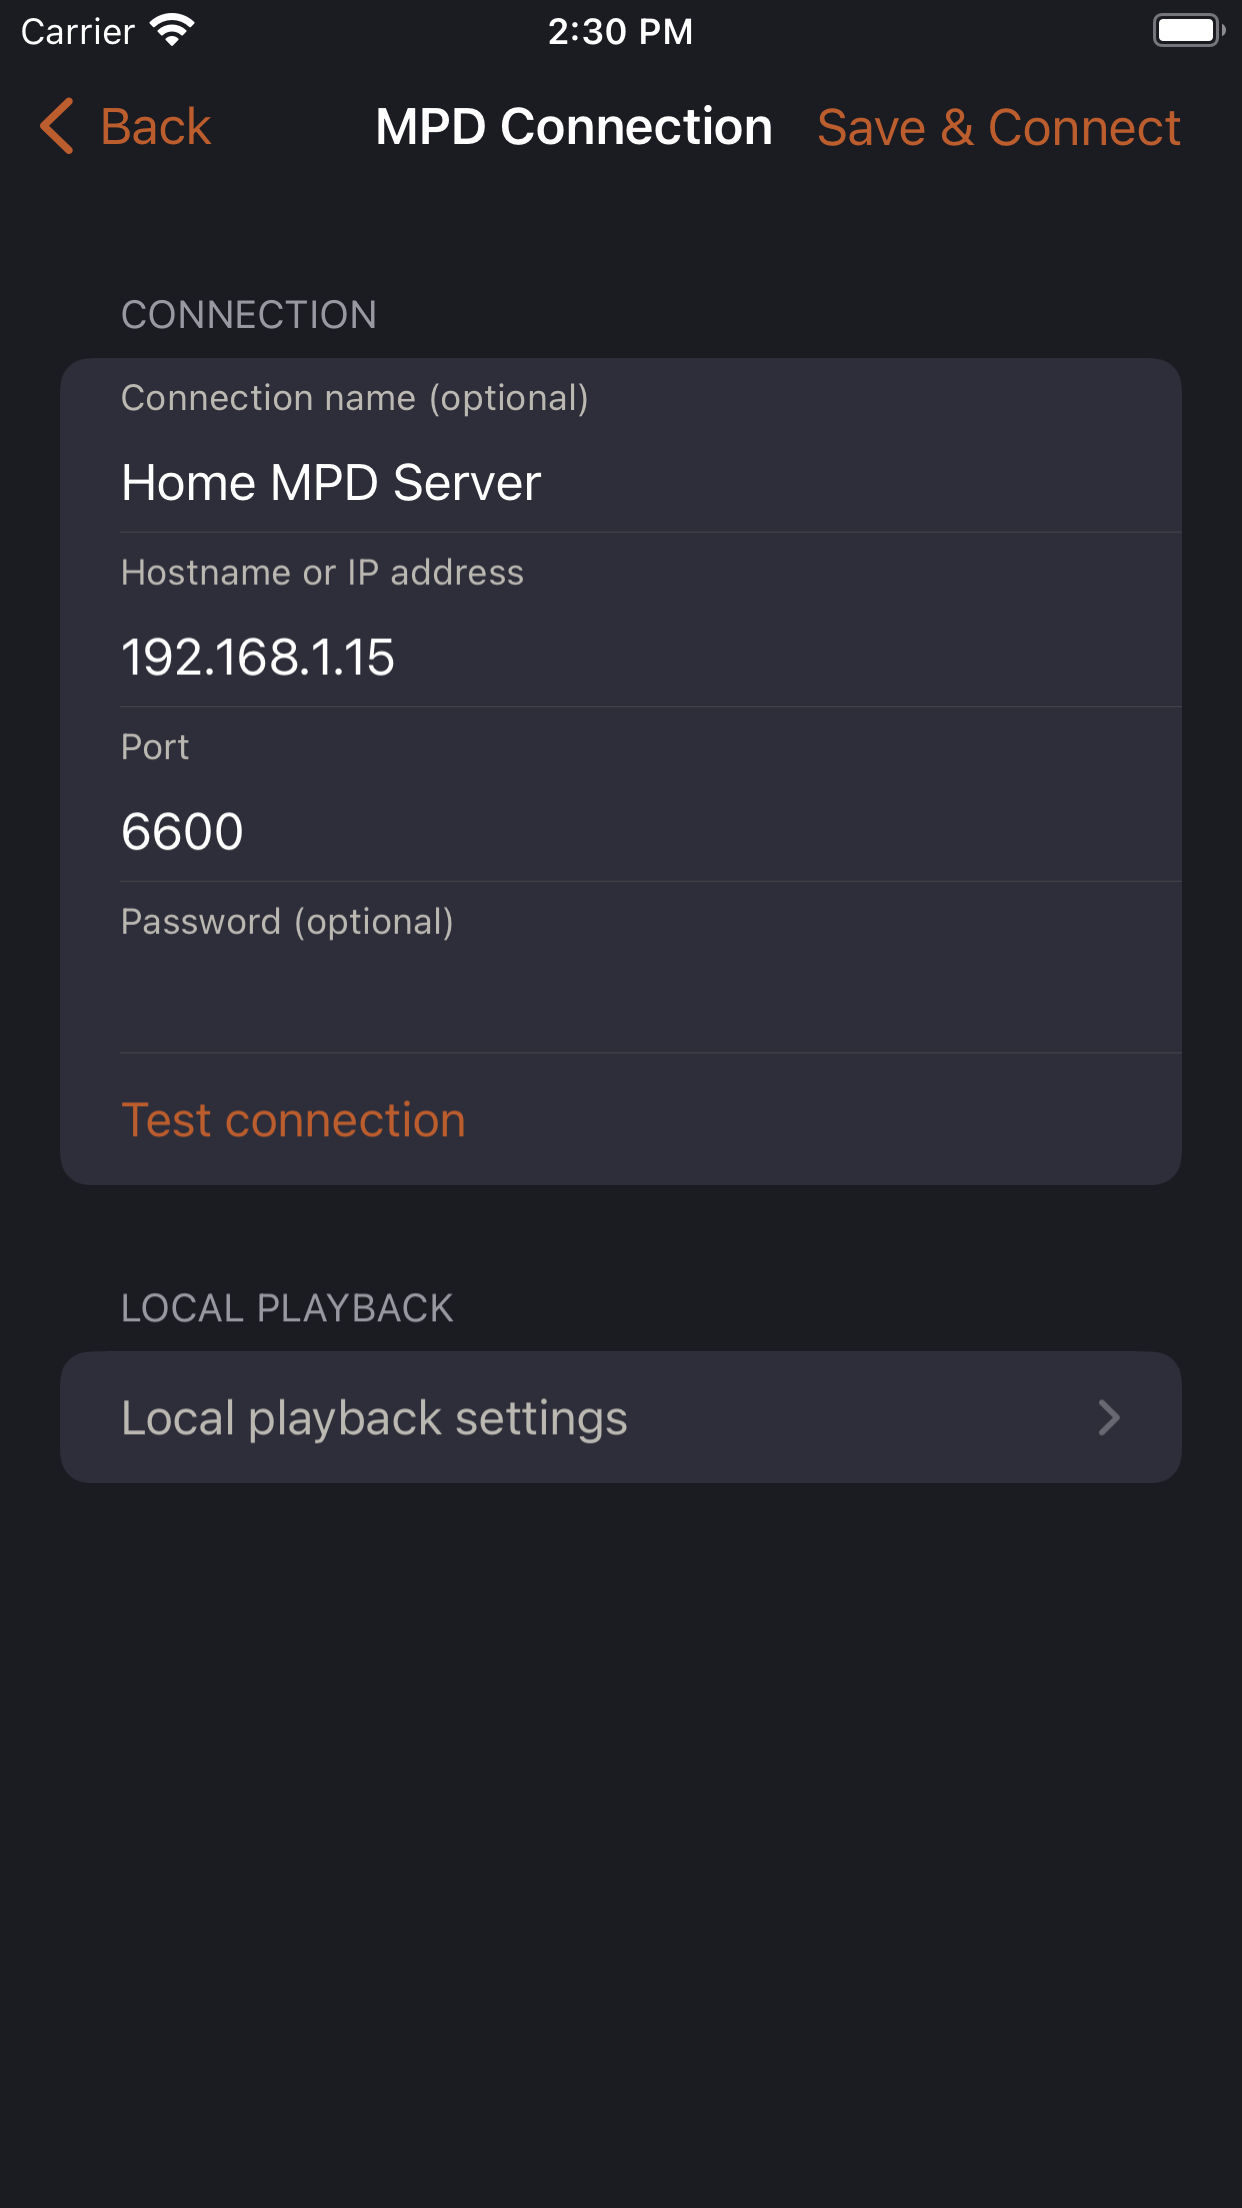 Carrier 2:30 PM
Back MPD Connection Save & Connect
CONNECTION
Connection name (optional)
Home MPD Server
Hostname or IP address
192.168.1.15
Port
6600
Password (optional)
Test connection
LOCAL PLAYBACK
Local playback settings